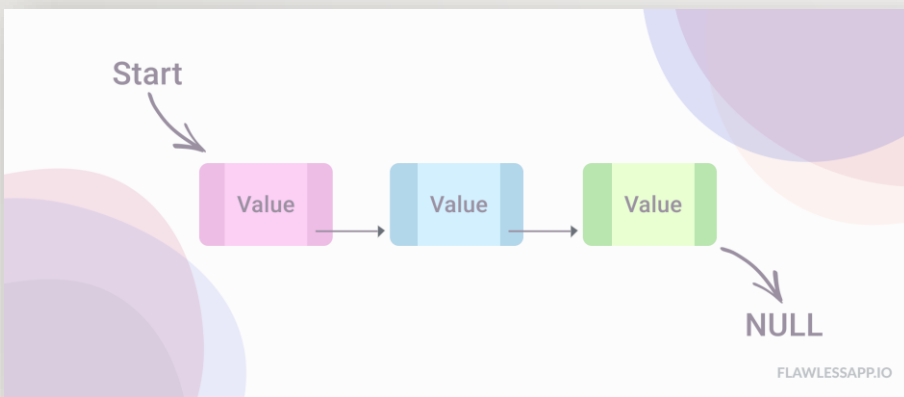 Start
Value
Value
Value
NULL
FLAWLESSAPP.IO